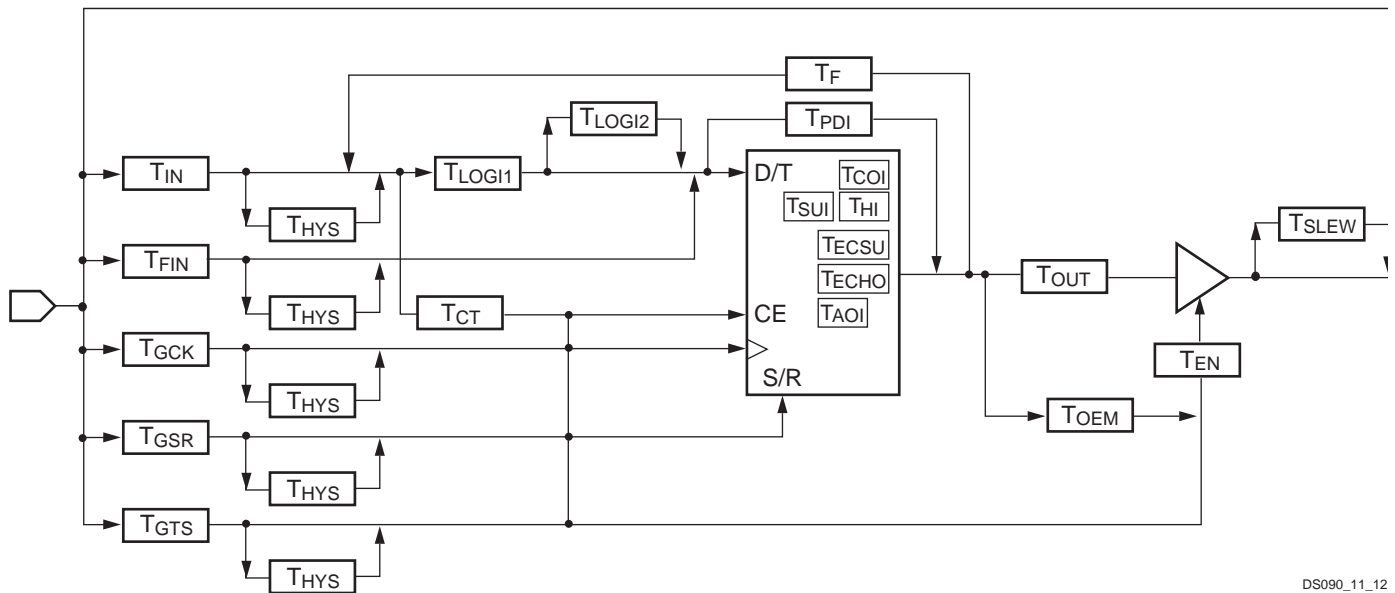 TF
TLOGI2
TPDI
TIN
TLOGI1
D/T
TCOI
TSUI
THI
THYS
TSLEW
TFIN
TECSU
TECHO
TOUT
THYS
TCT
CE
TAOI
TGCK
TEN
S/R
THYS
TGSR
TOEM
THYS
TGTS
THYS
DS090_11_12